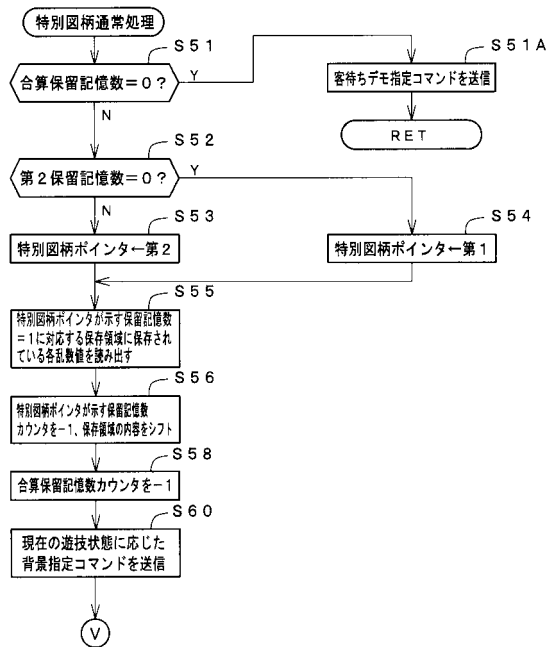 特別図柄通常処理
S51
合算保留記憶数=0?
Y
N
S51A
客待ちデモ指定コマンドを送信
RET
S52
第2保留記憶数=0?
Y
N
S53
特別図柄ポインタ←第2
S54
特別図柄ポインタ←第1
S55
特別図柄ポインタが示す保留記憶数
=1に対応する保存領域に保存され
ている各乱数値を読み出す
S56
特別図柄ポインタが示す保留記憶数
カウンタを-1、保存領域の内容をシフト
S58
合算保留記憶数カウンタを-1
S60
現在の遊技状態に応じた
背景指定コマンドを送信
V